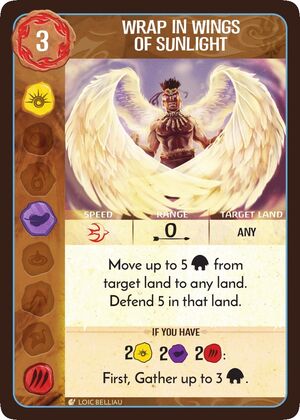 3
WRAP IN WINGS
OF SUNLIGHT
SPEED RANGE TARGET LAND
0 ANY
Move up to 5 from
target land to any land.
Defend 5 in that land.
IF YOU HAVE
2 2 2 :
First, Gather up to 3 .
LOIC BELLIAU